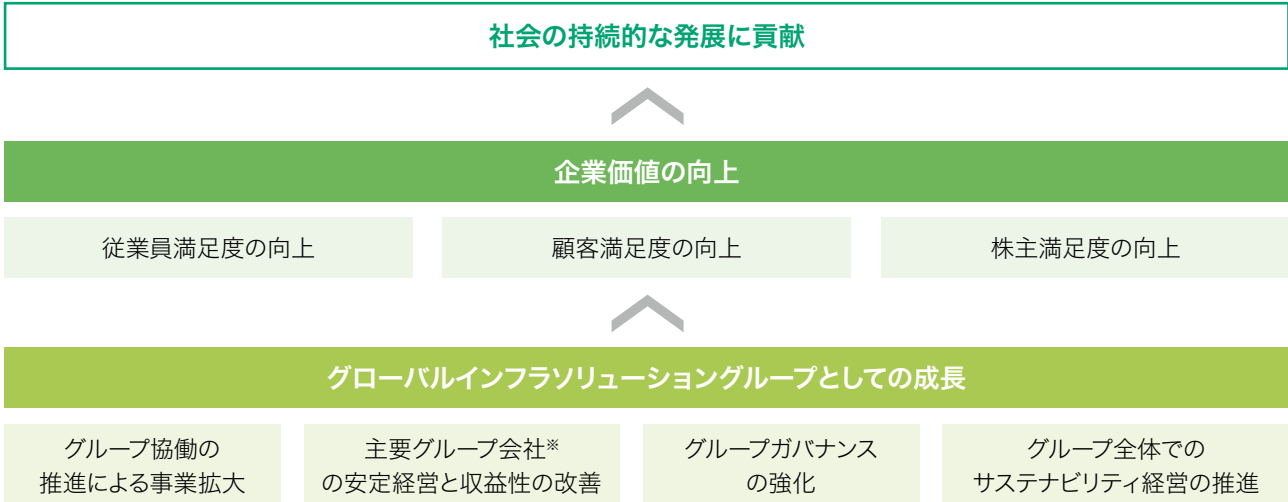 社会の持続的な発展に貢献
企業価値の向上
従業員満足度の向上
顧客満足度の向上
株主満足度の向上
グローバルインフラソリューショングループとしての成長
グループ協働の
推進による事業拡大
主要グループ会社※
の安定経営と収益性の改善
グループガバナンス
の強化
グループ全体での
サステナビリティ経営の推進